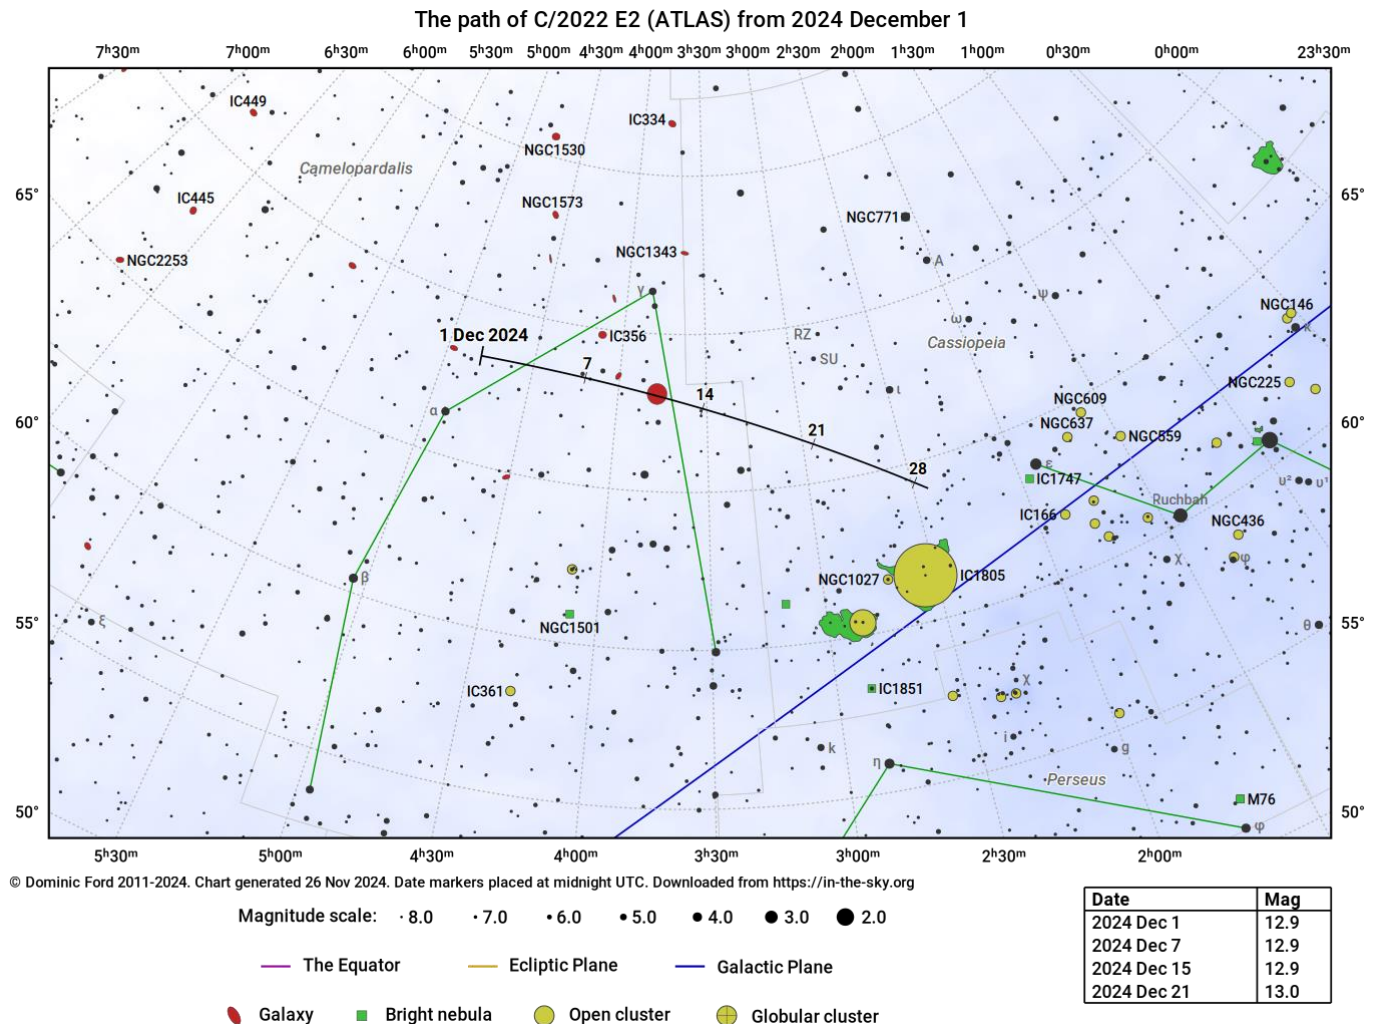 The path of C/2022 E2 (ATLAS) from 2024 December 1
7ʰ30ᵐ 7ʰ00ᵐ 6ʰ30ᵐ 6ʰ00ᵐ 5ʰ30ᵐ 5ʰ00ᵐ 4ʰ30ᵐ 4ʰ00ᵐ 3ʰ30ᵐ 3ʰ00ᵐ 2ʰ30ᵐ 2ʰ00ᵐ 1ʰ30ᵐ 1ʰ00ᵐ 0ʰ30ᵐ 0ʰ00ᵐ 23ʰ30ᵐ
IC449
IC334
NGC1530
Camelopardalis
65° 65°
IC445
NGC1573
NGC771
NGC2253
NGC1343
A
γ
ψ
NGC146
ω
κ
1 Dec 2024
IC356
RZ
Cassiopeia
SU
7
NGC225
ι
14
NGC609
α
60° 60°
NGC637
21
NGC559
ε
28
IC1747
υ² υ¹
Ruchbah
IC166
NGC436
χ φ
β
NGC1027
IC1805
55° 55°
ξ
NGC1501
θ
χ
IC361
IC1851
i
k
g
η
Perseus
M76
50° 50°
φ
5ʰ30ᵐ 5ʰ00ᵐ 4ʰ30ᵐ 4ʰ00ᵐ 3ʰ30ᵐ 3ʰ00ᵐ 2ʰ30ᵐ 2ʰ00ᵐ
© Dominic Ford 2011-2024. Chart generated 26 Nov 2024. Date markers placed at midnight UTC. Downloaded from https://in-the-sky.org
Magnitude scale: 8.0 7.0 6.0 5.0 4.0 3.0 2.0
The Equator Ecliptic Plane Galactic Plane
Galaxy Bright nebula Open cluster Globular cluster
Date Mag
2024 Dec 1 12.9
2024 Dec 7 12.9
2024 Dec 15 12.9
2024 Dec 21 13.0